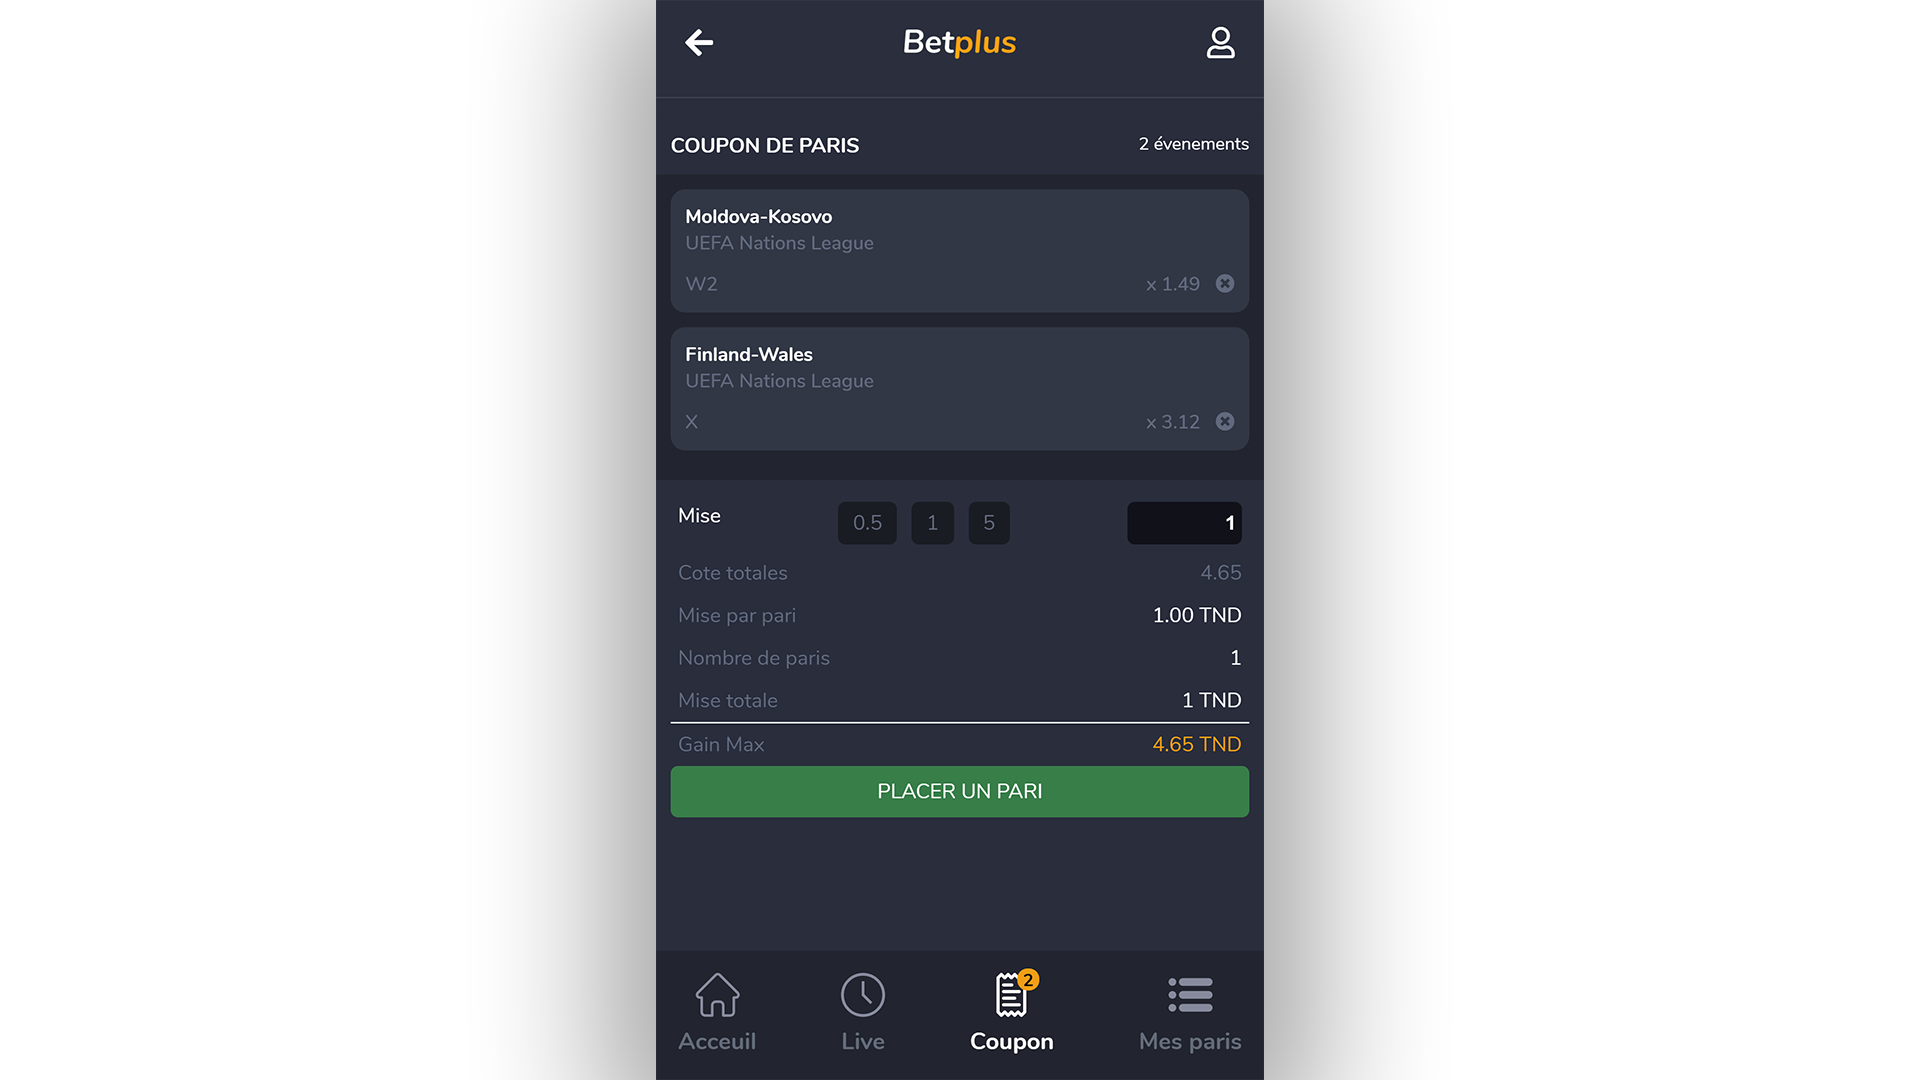 Betplus
COUPON DE PARIS
2 évenements
Moldova-Kosovo
UEFA Nations League
W2 x 1.49
Finland-Wales
UEFA Nations League
X x 3.12
Mise 0.5 1 5 1
Cote totales 4.65
Mise par pari 1.00 TND
Nombre de paris 1
Mise totale 1 TND
Gain Max 4.65 TND
PLACER UN PARI
2
Acceuil Live Coupon Mes paris